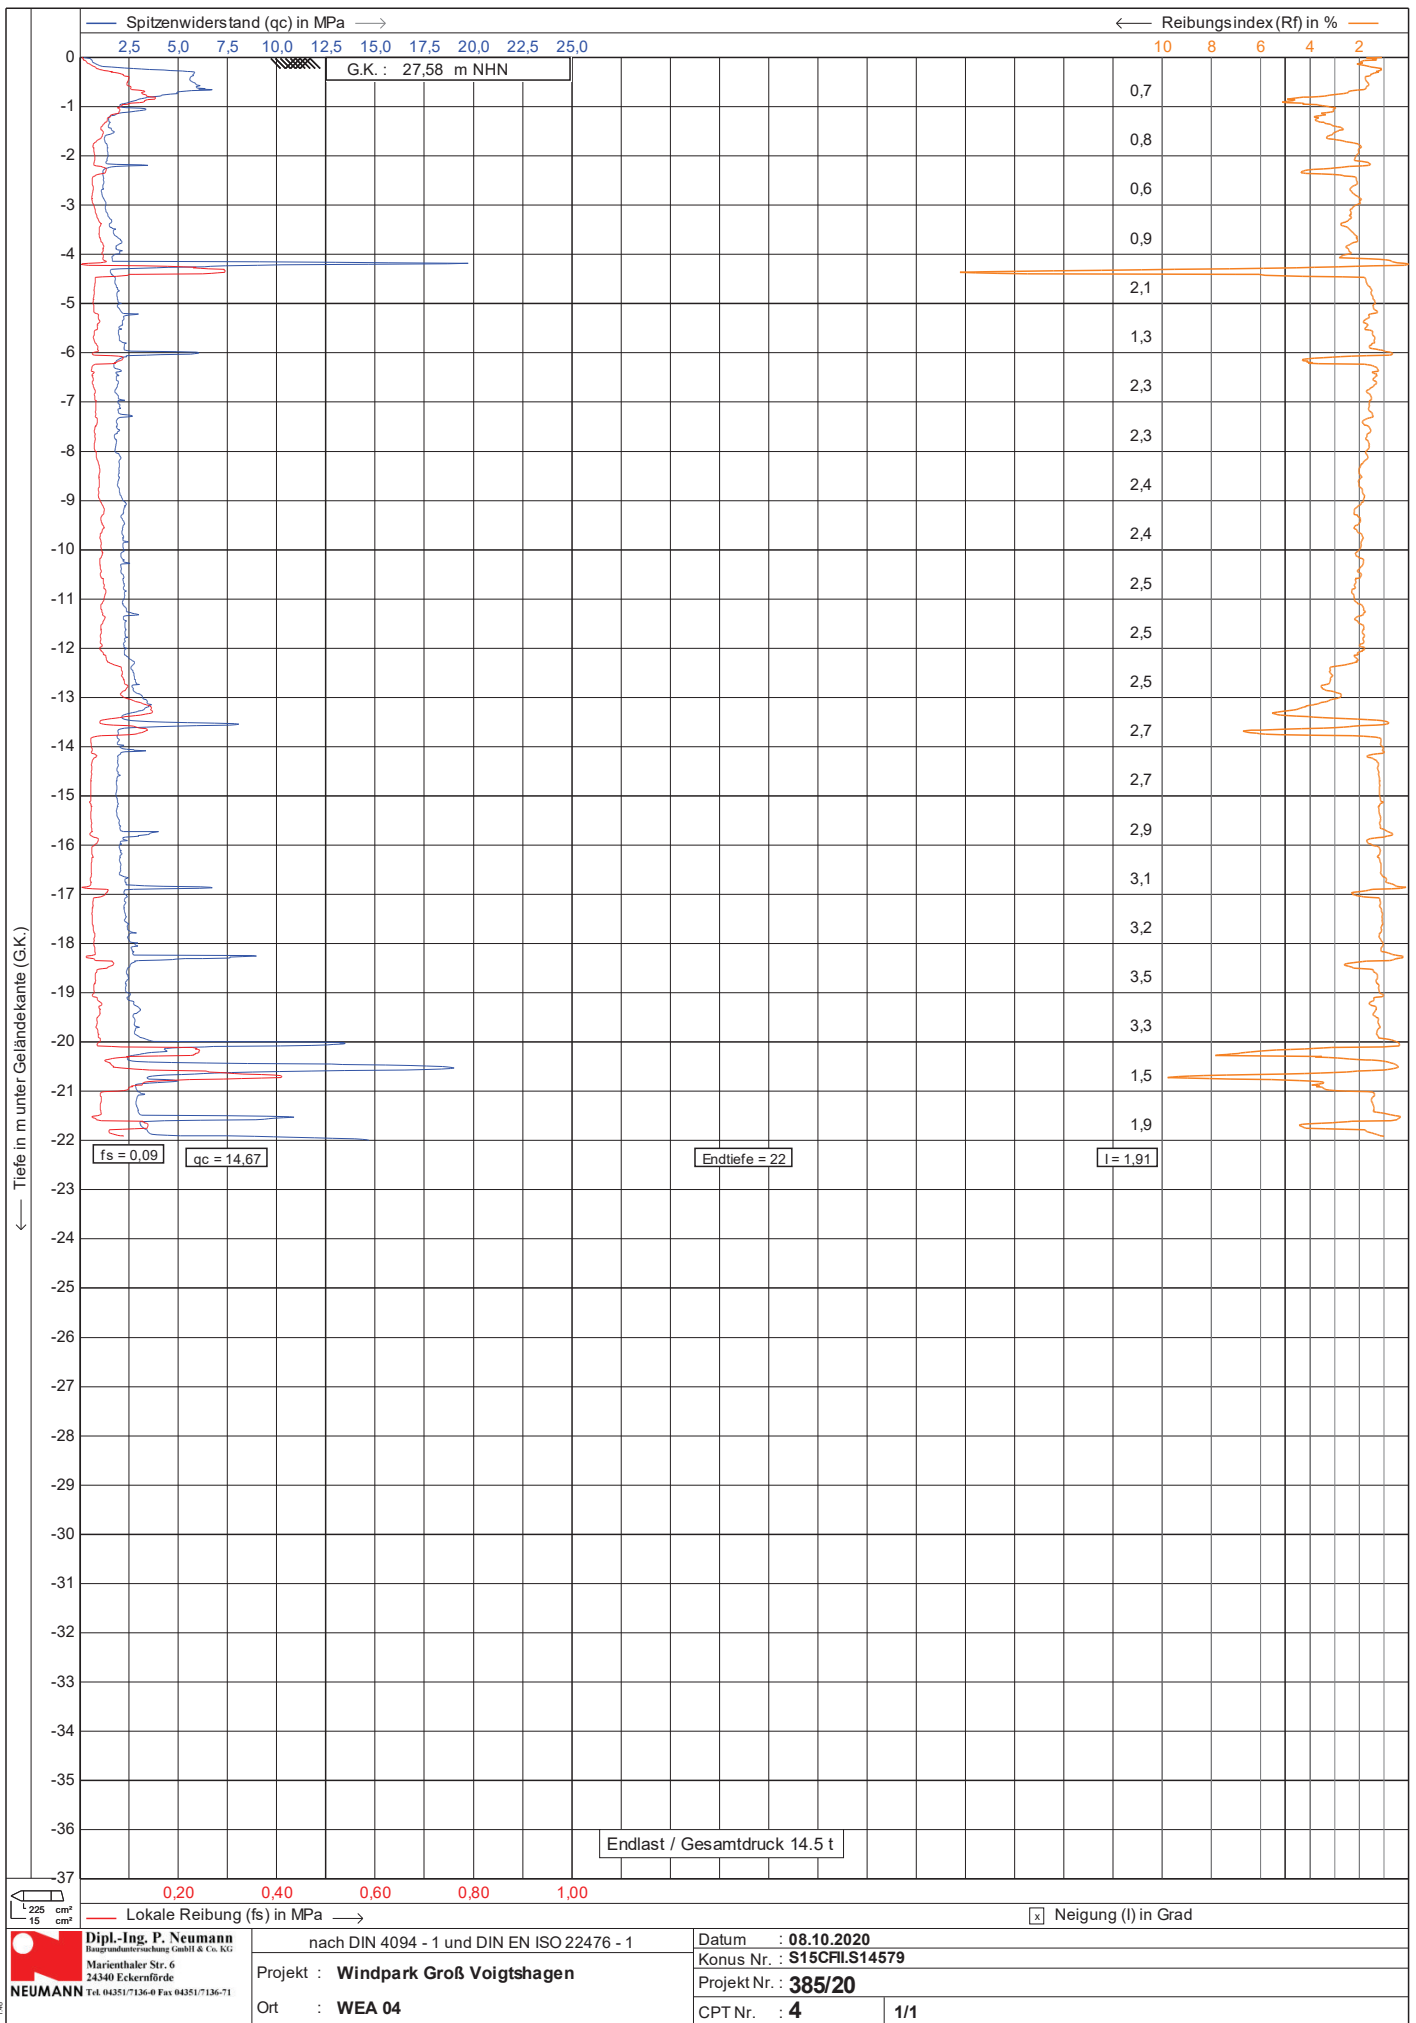 Spitzenwiderstand (qc) in MPa
Reibungsindex (Rf) in %
2,5 5,0 7,5 10,0 12,5 15,0 17,5 20,0 22,5 25,0
10 8 6 4 2
G.K. : 27,58 m NHN
0
0,7
-1
0,8
-2
0,6
-3
0,9
-4
2,1
-5
1,3
-6
2,3
-7
2,3
-8
2,4
-9
2,4
-10
2,5
-11
2,5
-12
2,5
-13
2,7
-14
2,7
-15
2,9
-16
3,1
-17
3,2
-18
3,5
-19
3,3
-20
1,5
-21
1,9
-22
fs = 0,09
qc = 14,67
Endtiefe = 22
I = 1,91
-23
-24
-25
-26
-27
-28
-29
-30
-31
-32
-33
-34
-35
-36
-37
Tiefe in m unter Geländekante (G.K.)
Endlast / Gesamtdruck 14.5 t
0,20 0,40 0,60 0,80 1,00
225 cm²
15 cm²
Lokale Reibung (fs) in MPa
x Neigung (I) in Grad
Dipl.-Ing. P. Neumann
Baugrunduntersuchung GmbH & Co. KG
Marienthaler Str. 6
24340 Eckernförde
NEUMANN Tel. 04351/7136-0 Fax 04351/7136-71
nach DIN 4094 - 1 und DIN EN ISO 22476 - 1
Projekt : Windpark Groß Voigtshagen
Ort : WEA 04
Datum : 08.10.2020
Konus Nr. : S15CFII.S14579
Projekt Nr. : 385/20
CPT Nr. : 4 1/1